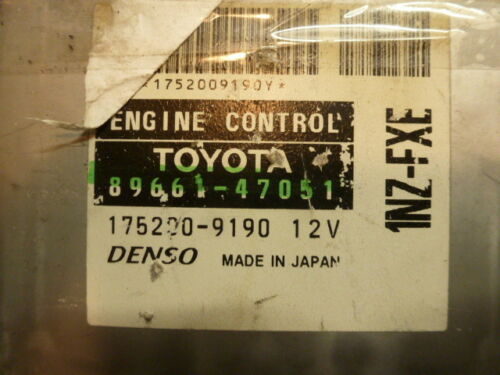 *1752009190Y*
ENGINE CONTROL
TOYOTA
89661-47051
175200-9190 12V
DENSO MADE IN JAPAN
1NZ-FXE